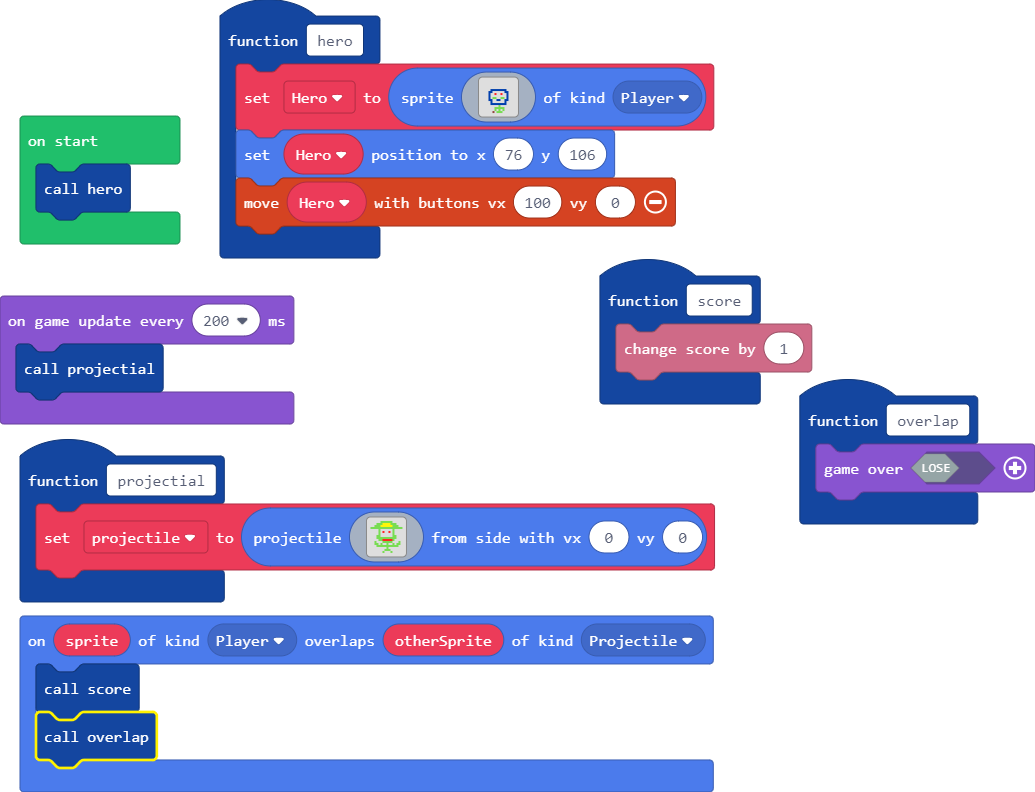 function hero
set Hero to sprite of kind Player
set Hero position to x 76 y 106
move Hero with buttons vx 100 vy 0
on start
call hero
on game update every 200 ms
call projectial
function score
change score by 1
function overlap
game over LOSE
function projectial
set projectile to projectile from side with vx 0 vy 0
on sprite of kind Player overlaps otherSprite of kind Projectile
call score
call overlap